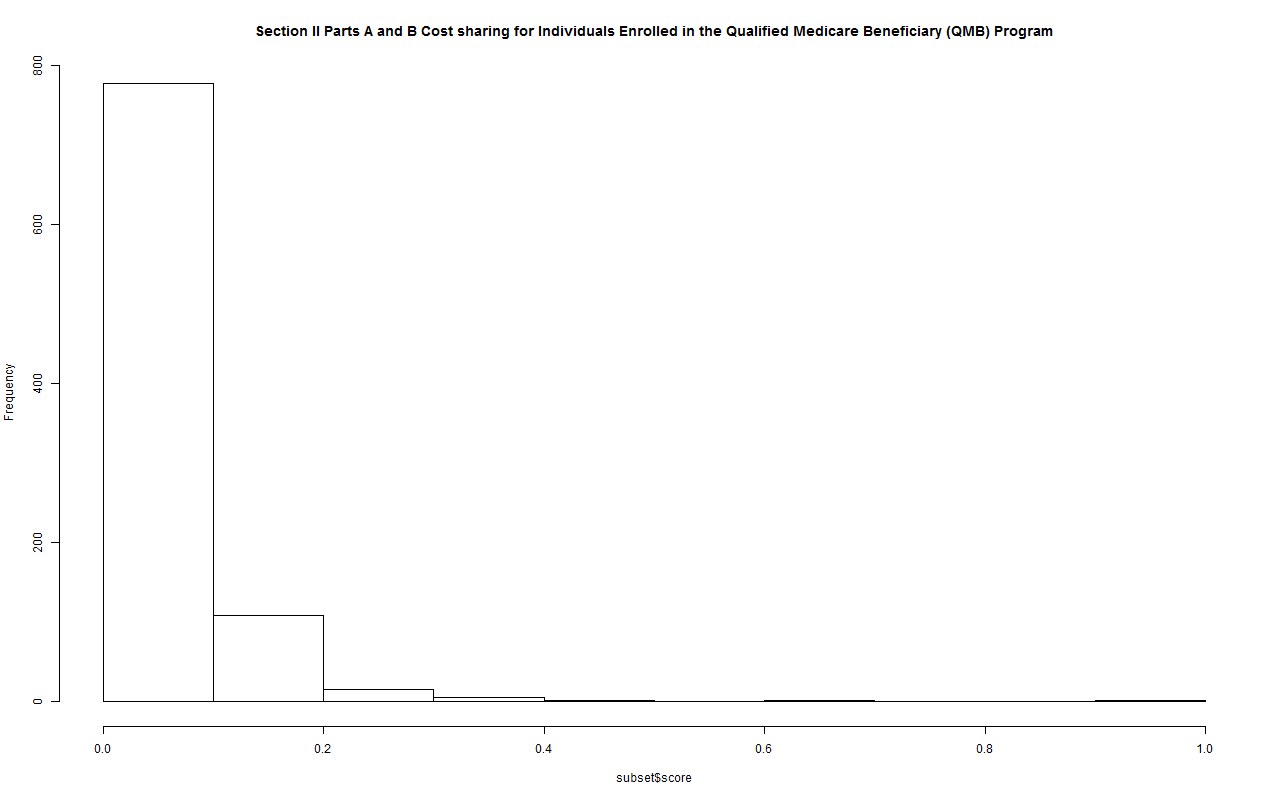 Section II Parts A and B Cost sharing for Individuals Enrolled in the Qualified Medicare Beneficiary (QMB) Program
800
600
400
200
0
Frequency
0.0 0.2 0.4 0.6 0.8 1.0
subset$score